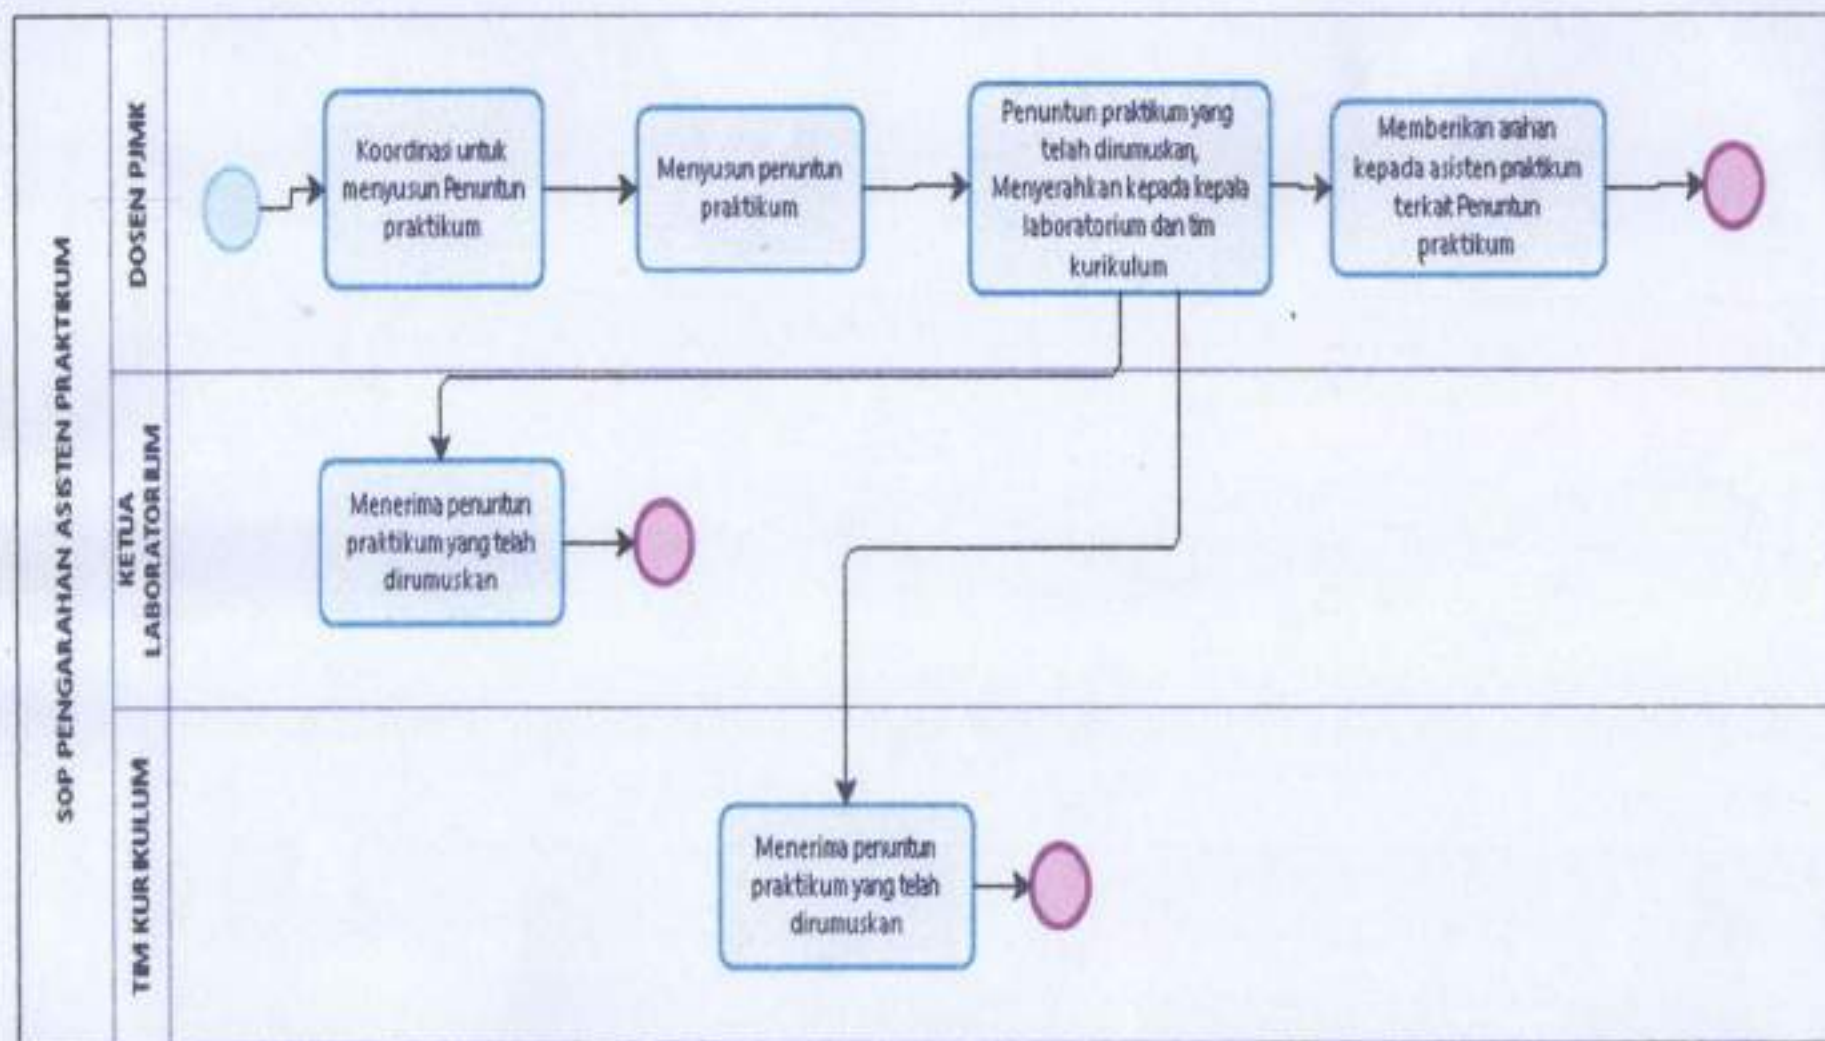 SOP PENGARAHAN ASISTEN PRAKTIKUM
DOSEN PJMK
Koordinasi untuk
menyusun Penuntun
praktikum
Menyusun penuntun
praktikum
Penuntun praktikum yang
telah dirumuskan,
Menyerahkan kepada kepala
laboratorium dan tim
kurikulum
Memberikan arahan
kepada asisten praktikum
terkait Penuntun
praktikum
KETUA
LABORATORIUM
Menerima penuntun
praktikum yang telah
dirumuskan
TIM KURIKULUM
Menerima penuntun
praktikum yang telah
dirumuskan